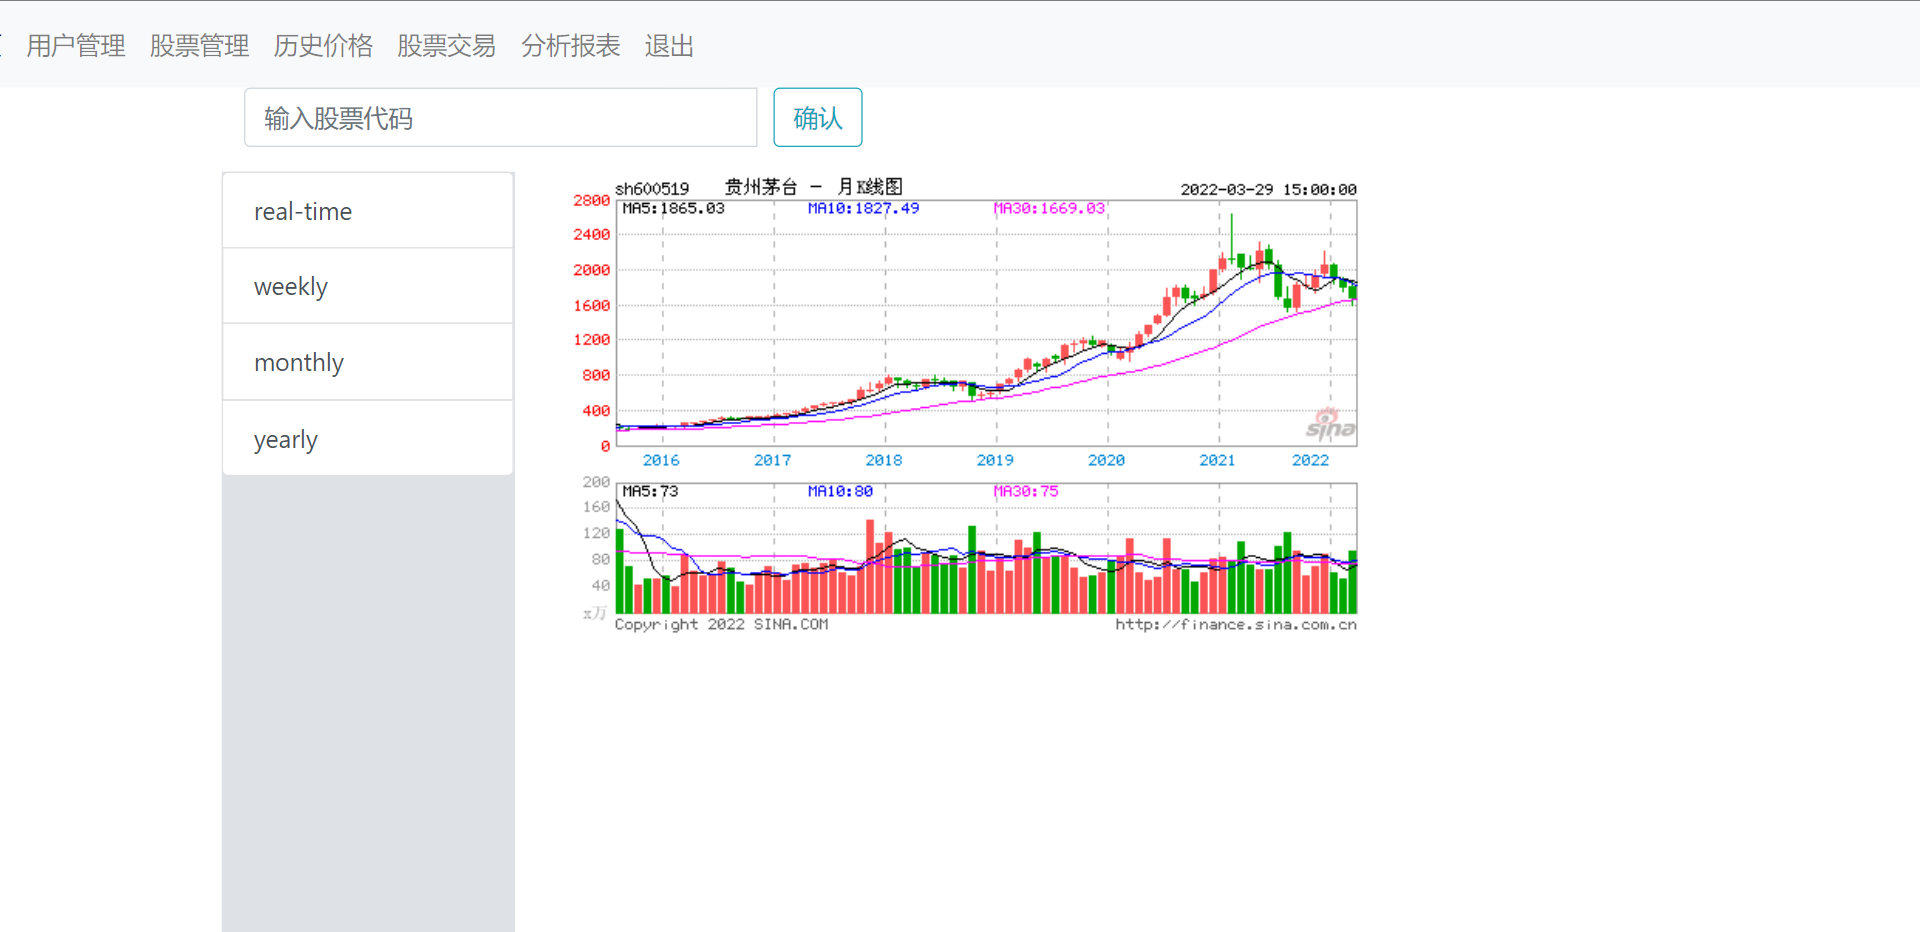 用户管理 股票管理 历史价格 股票交易 分析报表 退出
输入股票代码 确认
real-time
weekly
monthly
yearly
sh600519 贵州茅台 - 月K线图 2022-03-29 15:00:00
MA5:1865.03 MA10:1827.49 MA30:1669.03
2800
2400
2000
1600
1200
800
400
0
sina
2016 2017 2018 2019 2020 2021 2022
MA5:73 MA10:80 MA30:75
200
160
120
80
40
x万
Copyright 2022 SINA.COM http://finance.sina.com.cn